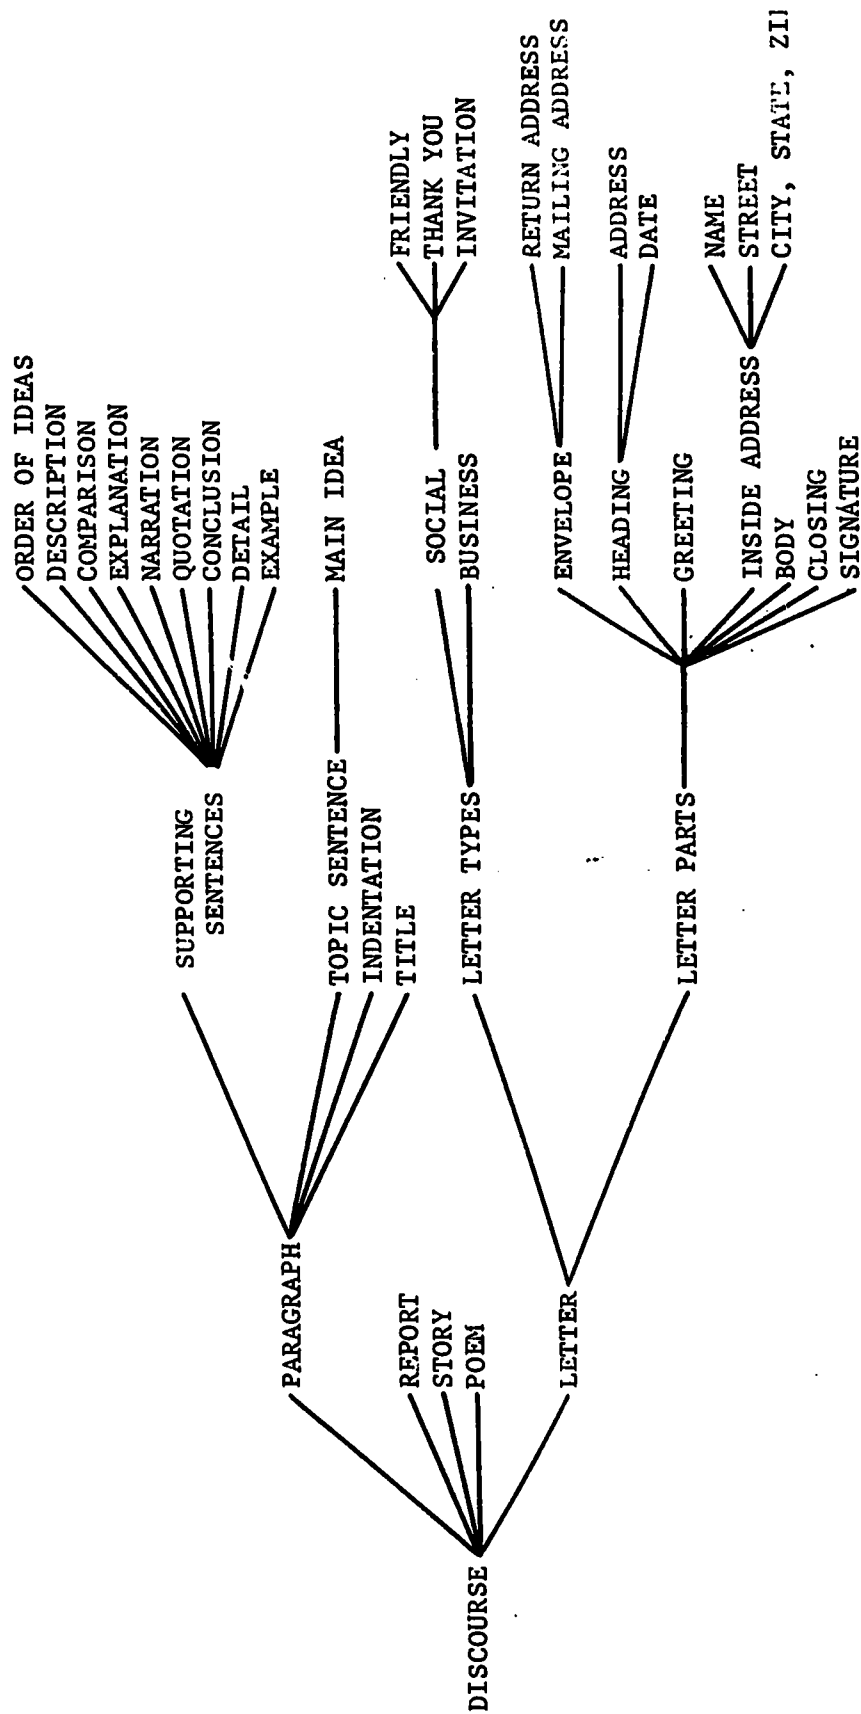 DISCOURSE
PARAGRAPH
SUPPORTING
SENTENCES
ORDER OF IDEAS
DESCRIPTION
COMPARISON
EXPLANATION
NARRATION
QUOTATION
CONCLUSION
DETAIL
EXAMPLE
TOPIC SENTENCE
MAIN IDEA
INDENTATION
TITLE
REPORT
STORY
POEM
LETTER
LETTER TYPES
SOCIAL
FRIENDLY
THANK YOU
INVITATION
BUSINESS
LETTER PARTS
ENVELOPE
RETURN ADDRESS
MAILING ADDRESS
HEADING
ADDRESS
DATE
GREETING
INSIDE ADDRESS
NAME
STREET
CITY, STATE, ZIP
BODY
CLOSING
SIGNATURE